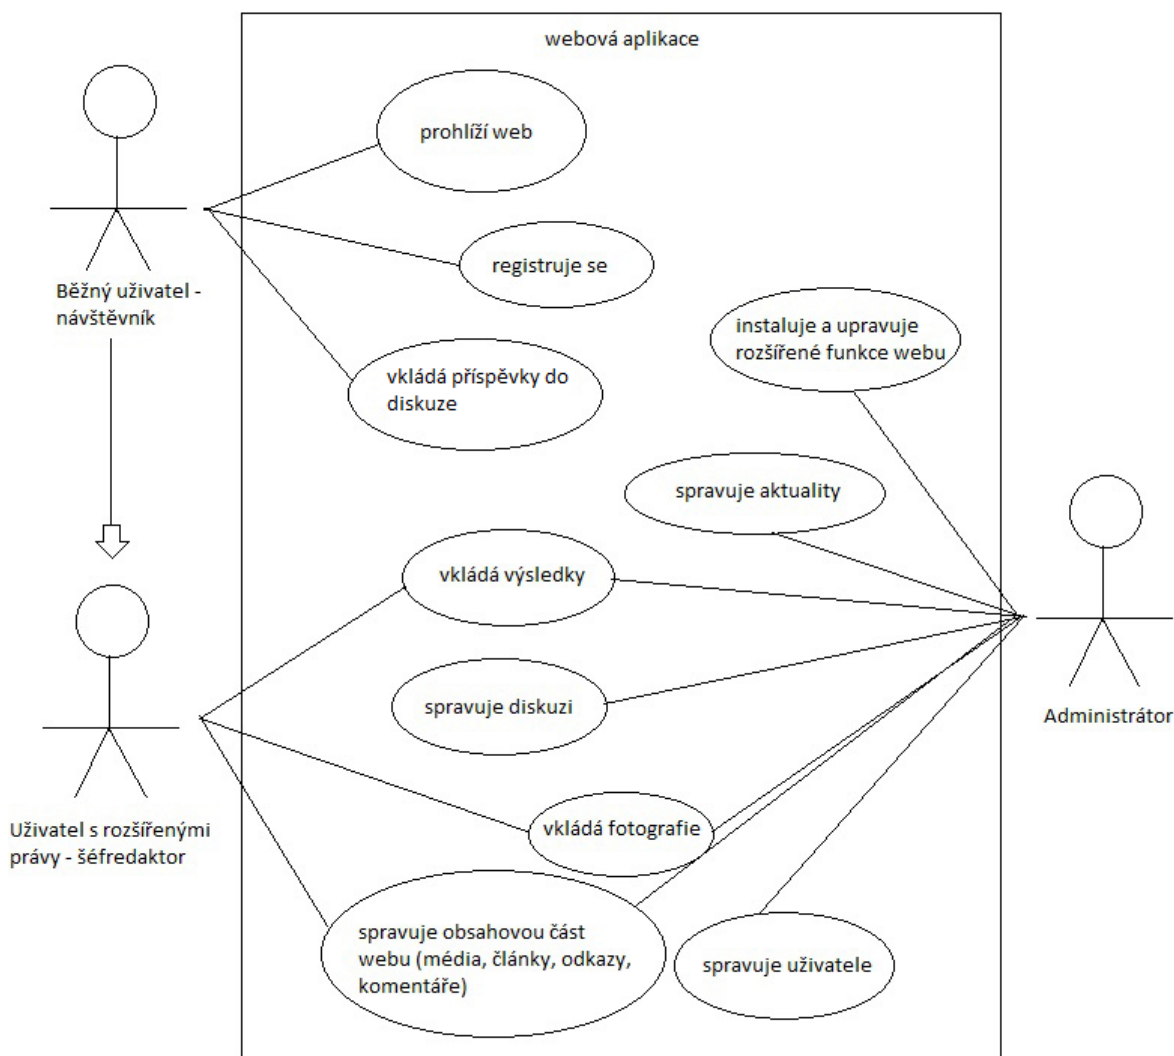 webová aplikace
prohlíží web
registruje se
Běžný uživatel -
návštěvník
instaluje a upravuje
rozšířené funkce webu
vkládá příspěvky do
diskuze
spravuje aktuality
vkládá výsledky
spravuje diskuzi
Administrátor
Uživatel s rozšířenými
právy - šéfredaktor
vkládá fotografie
spravuje obsahovou část
webu (média, články, odkazy,
komentáře)
spravuje uživatele